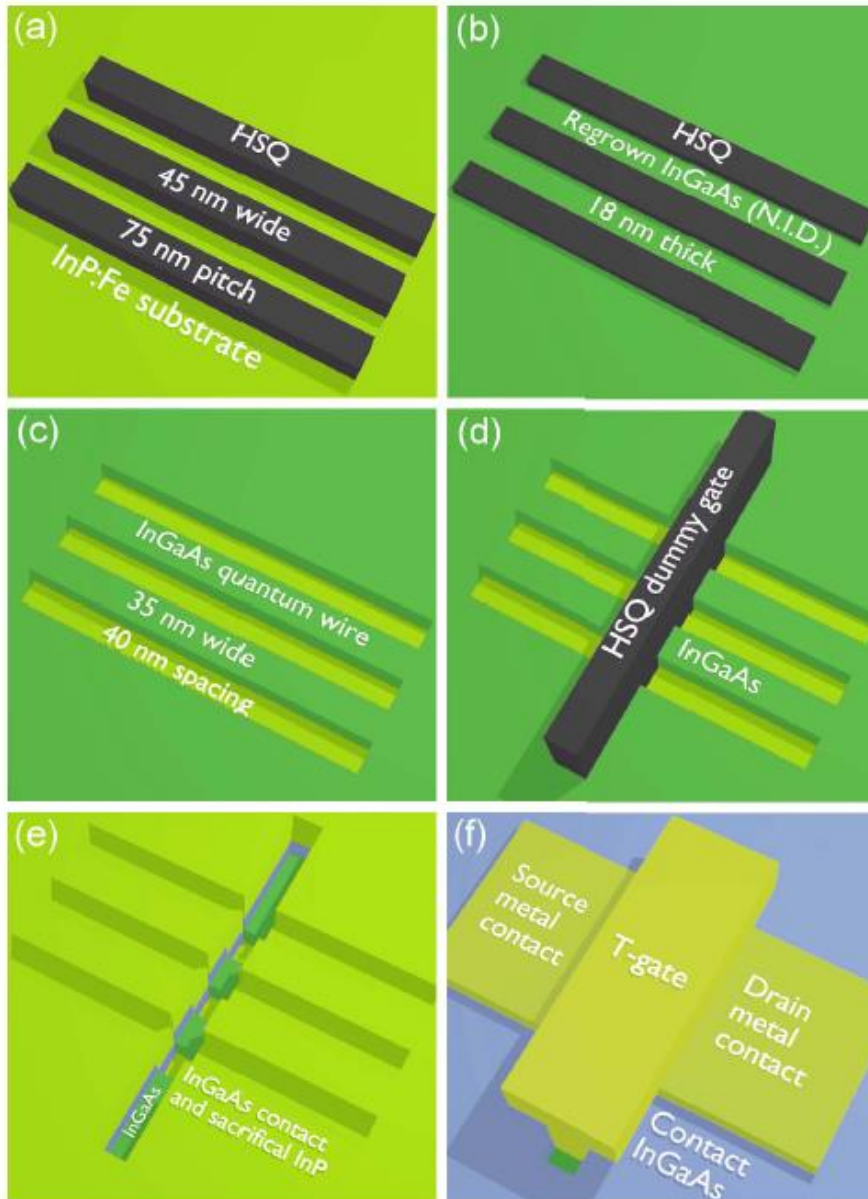 (a)
HSQ
45 nm wide
75 nm pitch
InP:Fe substrate
(b)
HSQ
Regrown InGaAs (N.I.D.)
18 nm thick
(c)
InGaAs quantum wire
35 nm wide
40 nm spacing
(d)
HSQ dummy gate
InGaAs
(e)
InGaAs
InGaAs contact
and sacrifical InP
(f)
Source
metal
contact
T-gate
Drain
metal
contact
Contact
InGaAs